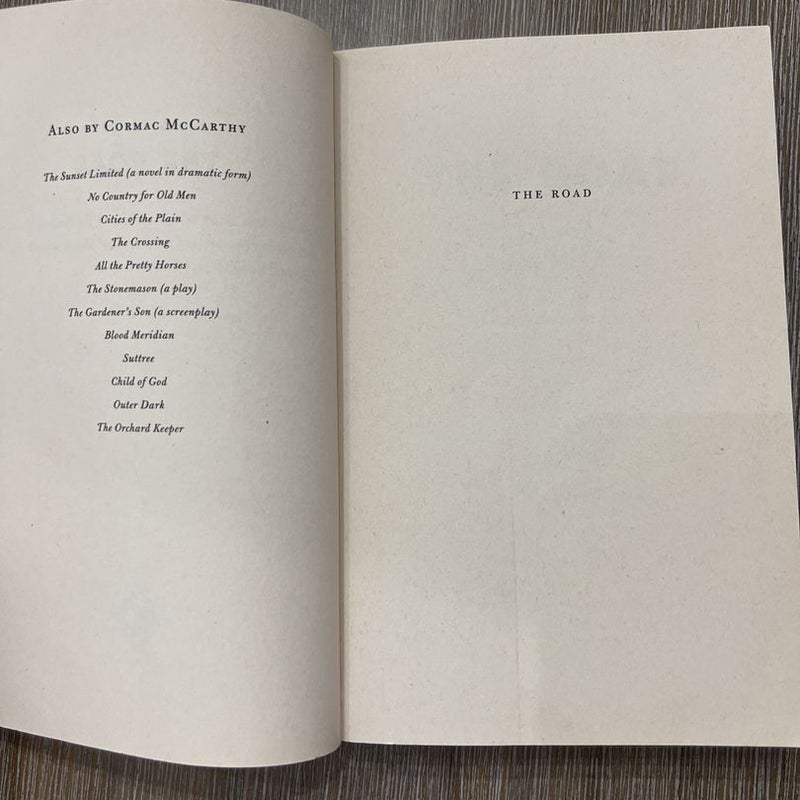 ALSO BY CORMAC MCCARTHY
The Sunset Limited (a novel in dramatic form)
No Country for Old Men
Cities of the Plain
The Crossing
All the Pretty Horses
The Stonemason (a play)
The Gardener's Son (a screenplay)
Blood Meridian
Suttree
Child of God
Outer Dark
The Orchard Keeper
THE ROAD